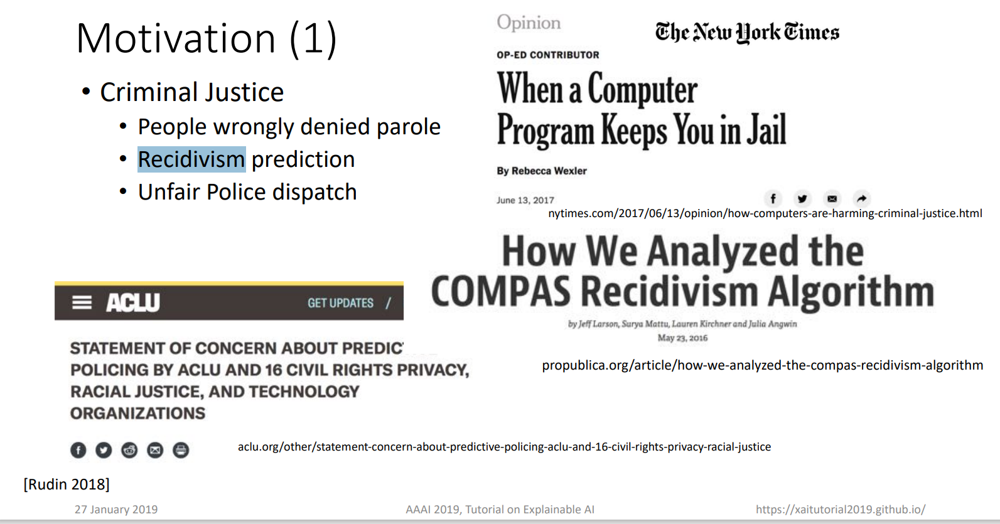 Motivation (1)
• Criminal Justice
• People wrongly denied parole
• Recidivism prediction
• Unfair Police dispatch
Opinion
The New York Times
OP-ED CONTRIBUTOR
When a Computer
Program Keeps You in Jail
By Rebecca Wexler
June 13, 2017
nytimes.com/2017/06/13/opinion/how-computers-are-harming-criminal-justice.html
How We Analyzed the
COMPAS Recidivism Algorithm
by Jeff Larson, Surya Mattu, Lauren Kirchner and Julia Angwin
May 23, 2016
propublica.org/article/how-we-analyzed-the-compas-recidivism-algorithm
ACLU
GET UPDATES /
STATEMENT OF CONCERN ABOUT PREDIC
POLICING BY ACLU AND 16 CIVIL RIGHTS PRIVACY,
RACIAL JUSTICE, AND TECHNOLOGY
ORGANIZATIONS
aclu.org/other/statement-concern-about-predictive-policing-aclu-and-16-civil-rights-privacy-racial-justice
[Rudin 2018]
27 January 2019
AAAI 2019, Tutorial on Explainable AI
https://xaitutorial2019.github.io/